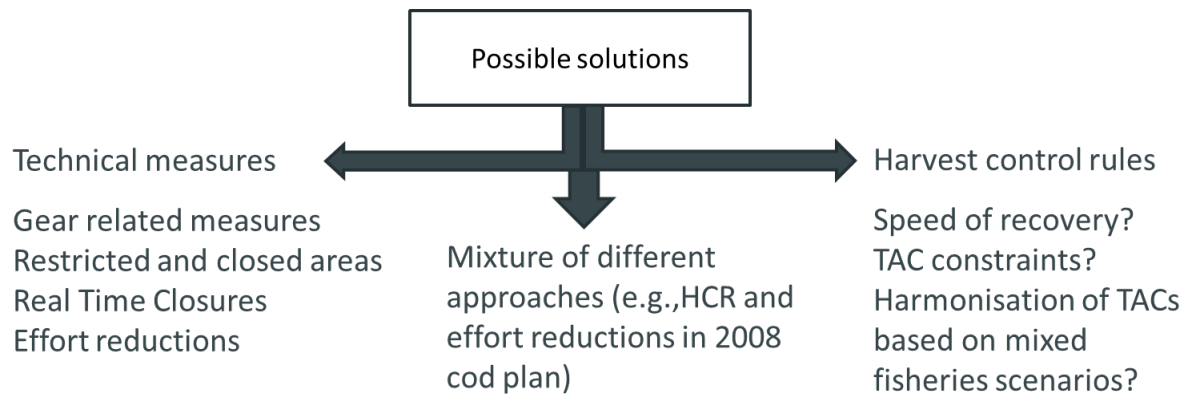 Possible solutions
Technical measures
Gear related measures
Restricted and closed areas
Real Time Closures
Effort reductions
Mixture of different
approaches (e.g.,HCR and
effort reductions in 2008
cod plan)
Harvest control rules
Speed of recovery?
TAC constraints?
Harmonisation of TACs
based on mixed
fisheries scenarios?